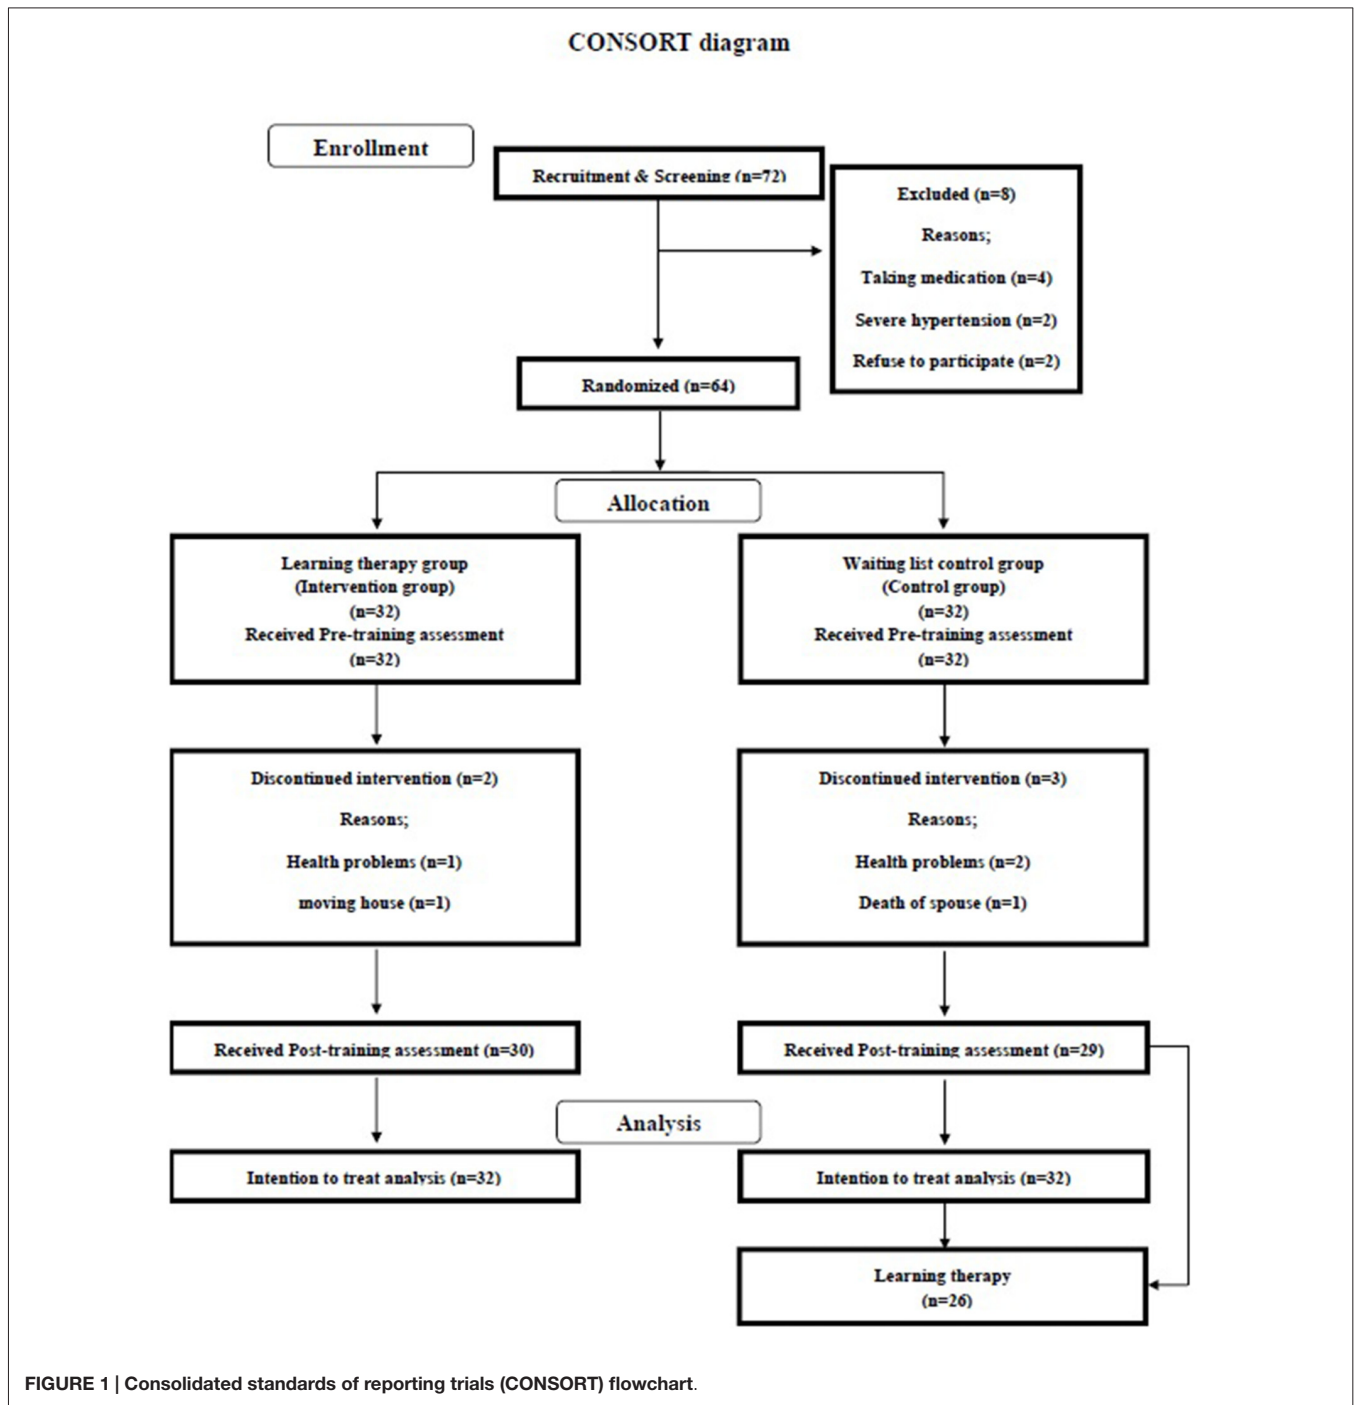 CONSORT diagram
Enrollment
Recruitment & Screening (n=72)
Excluded (n=8)
Reasons;
Taking medication (n=4)
Severe hypertension (n=2)
Refuse to participate (n=2)
Randomized (n=64)
Allocation
Learning therapy group
(Intervention group)
(n=32)
Received Pre-training assessment
(n=32)
Waiting list control group
(Control group)
(n=32)
Received Pre-training assessment
(n=32)
Discontinued intervention (n=2)
Reasons;
Health problems (n=1)
moving house (n=1)
Discontinued intervention (n=3)
Reasons;
Health problems (n=2)
Death of spouse (n=1)
Received Post-training assessment (n=30)
Received Post-training assessment (n=29)
Analysis
Intention to treat analysis (n=32)
Intention to treat analysis (n=32)
Learning therapy
(n=26)
FIGURE 1 | Consolidated standards of reporting trials (CONSORT) flowchart.